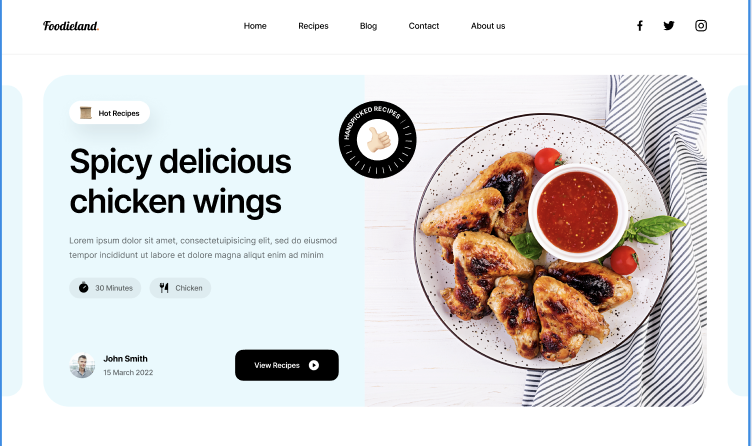 Foodieland.
Home
Recipes
Blog
Contact
About us
Hot Recipes
HANDPICKED RECIPES
Spicy delicious
chicken wings
Lorem ipsum dolor sit amet, consectetuipisicing elit, sed do eiusmod
tempor incididunt ut labore et dolore magna aliqut enim ad minim
30 Minutes
Chicken
John Smith
15 March 2022
View Recipes